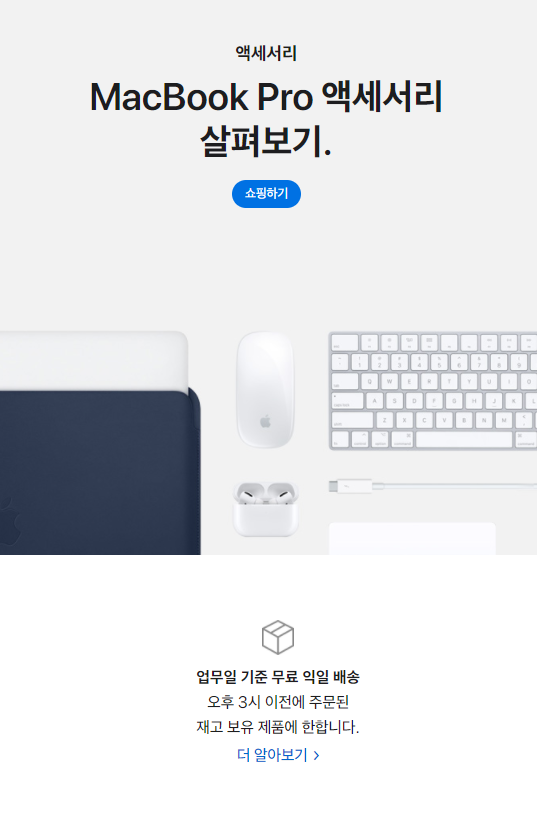 액세서리
MacBook Pro 액세서리
살펴보기.
쇼핑하기
업무일 기준 무료 익일 배송
오후 3시 이전에 주문된
재고 보유 제품에 한합니다.
더 알아보기 >